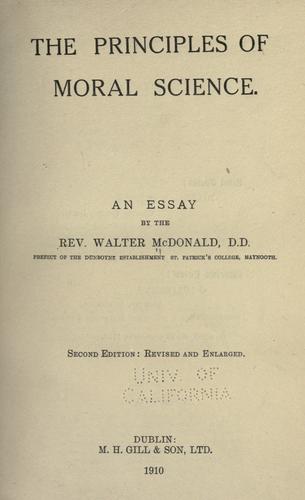 THE PRINCIPLES OF
MORAL SCIENCE.
AN ESSAY
BY THE
REV. WALTER McDONALD, D.D.
PREFECT OF THE DUNBOYNE ESTABLISHMENT ST. PATRICK'S COLLEGE, MAYNOOTH.
SECOND EDITION: REVISED AND ENLARGED.
UNIV. OF
CALIFORNIA
DUBLIN:
M. H. GILL & SON, LTD.
1910